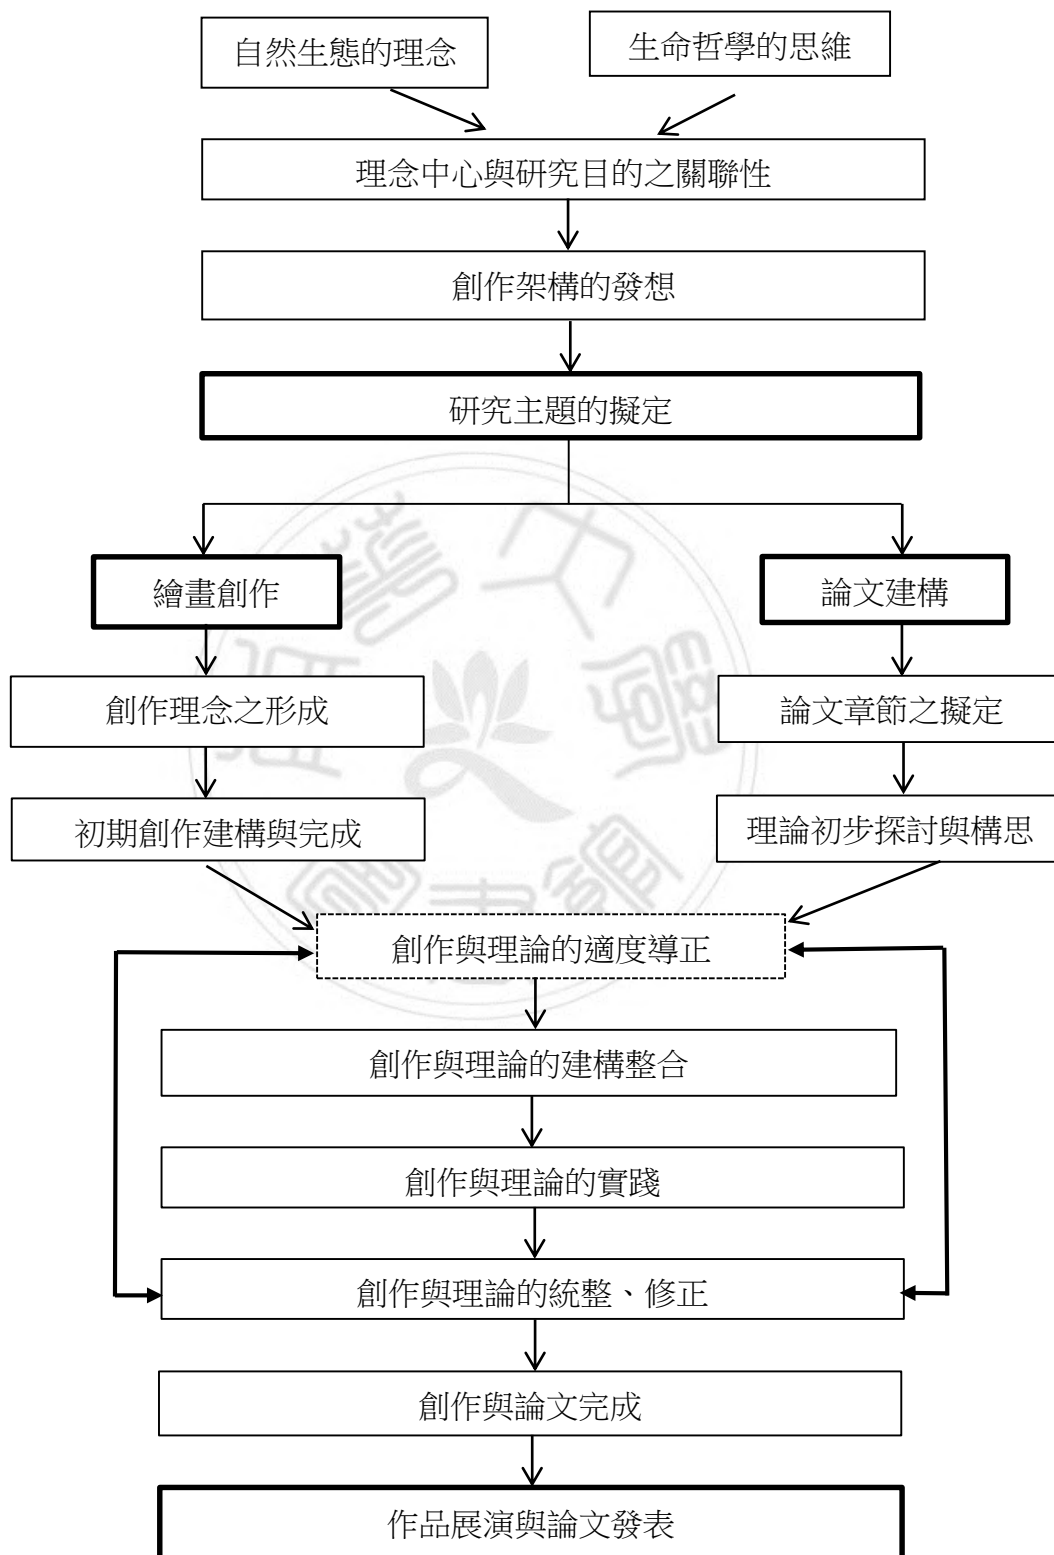 自然生態的理念
生命哲學的思維
理念中心與研究目的之關聯性
創作架構的發想
研究主題的擬定
繪畫創作
論文建構
創作理念之形成
論文章節之擬定
初期創作建構與完成
理論初步探討與構思
創作與理論的適度導正
創作與理論的建構整合
創作與理論的實踐
創作與理論的統整、修正
創作與論文完成
作品展演與論文發表